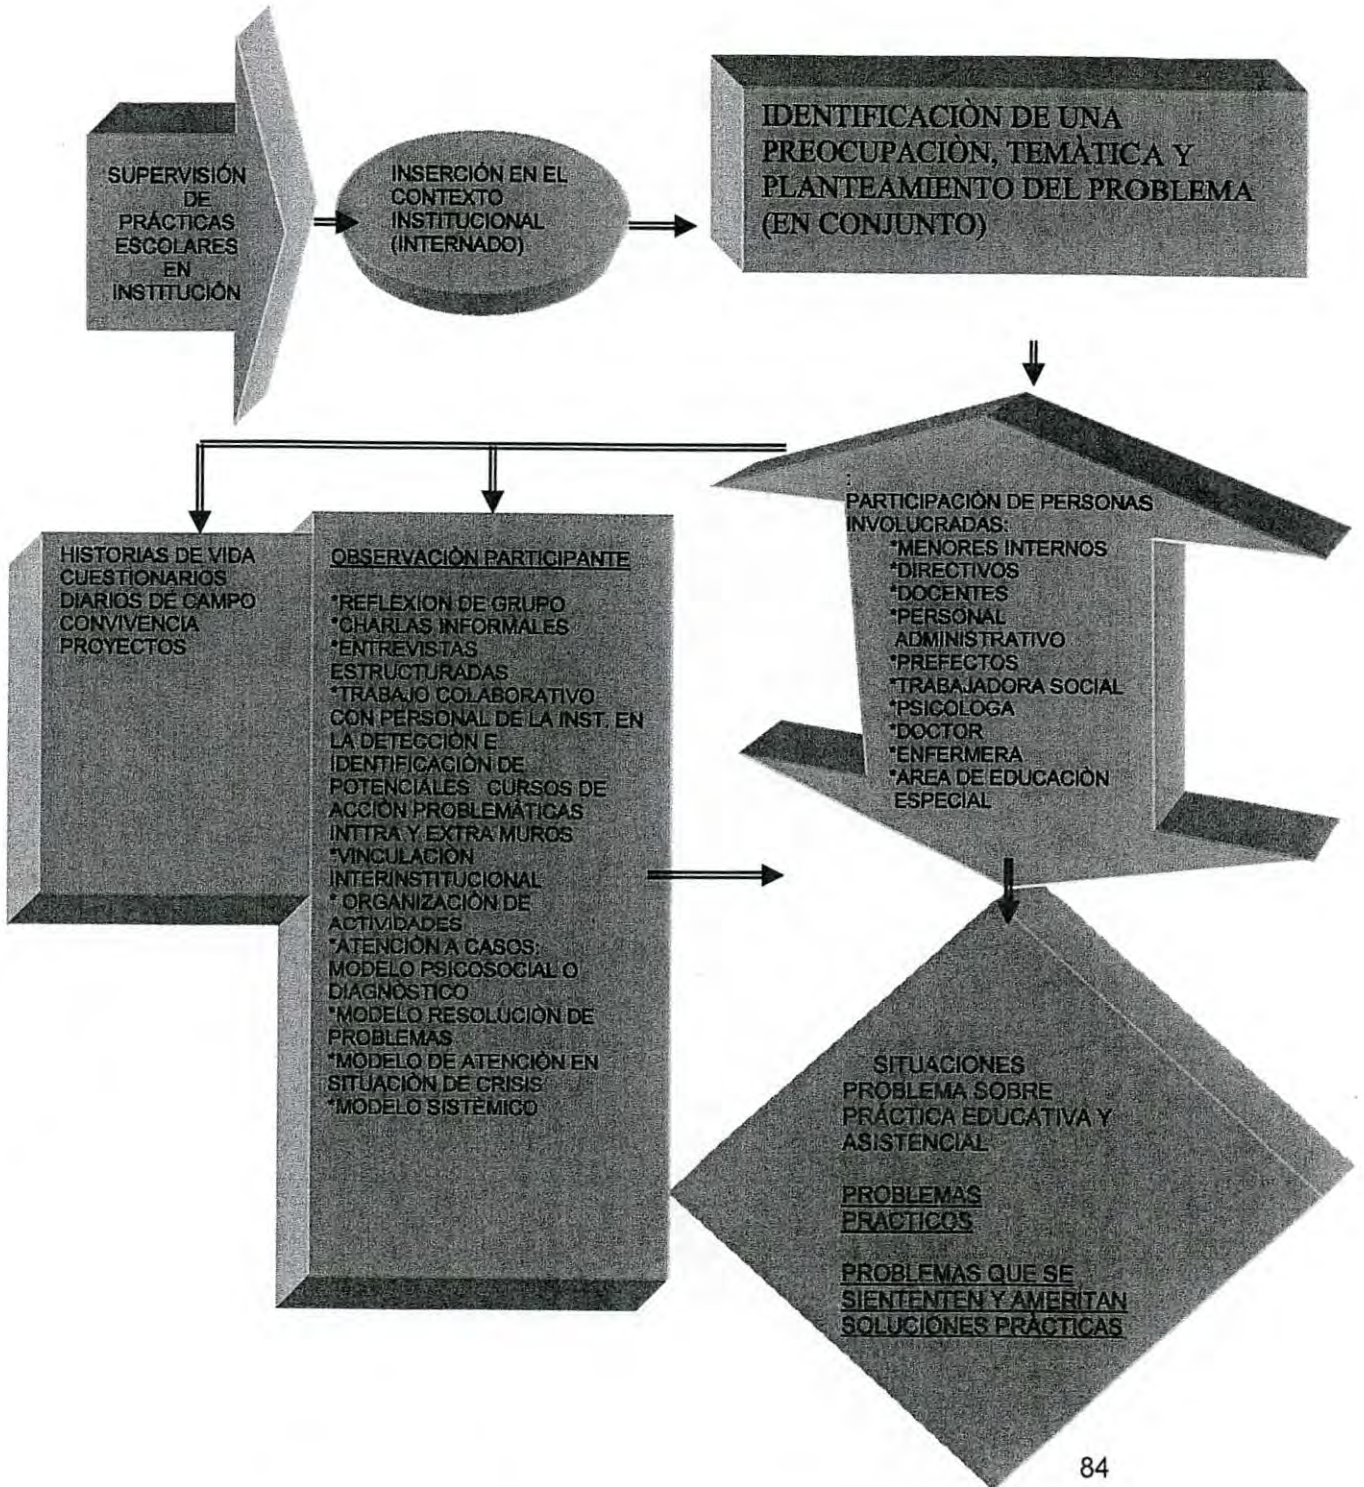 SUPERVISIÓN
DE
PRÁCTICAS
ESCOLARES
EN
INSTITUCIÓN
INSERCIÓN EN EL
CONTEXTO
INSTITUCIONAL
(INTERNADO)
IDENTIFICACIÒN DE UNA
PREOCUPACIÒN, TEMÀTICA Y
PLANTEAMIENTO DEL PROBLEMA
(EN CONJUNTO)
:
PARTICIPACIÒN DE PERSONAS
INVOLUCRADAS:
*MENORES INTERNOS
*DIRECTIVOS
*DOCENTES
*PERSONAL
ADMINISTRATIVO
*PREFECTOS
*TRABAJADORA SOCIAL
*PSICOLOGA
*DOCTOR
*ENFERMERA
*AREA DE EDUCACIÒN
ESPECIAL
HISTORIAS DE VIDA
CUESTIONARIOS
DIARIOS DE CAMPO
CONVIVENCIA
PROYECTOS
OBSERVACIÒN PARTICIPANTE
*REFLEXION DE GRUPO
*CHARLAS INFORMALES
*ENTREVISTAS
ESTRUCTURADAS
*TRABAJO COLABORATIVO
CON PERSONAL DE LA INST. EN
LA DETECCIÒN E
IDENTIFICACIÒN DE
POTENCIALES CURSOS DE
ACCIÒN PROBLEMÀTICAS
INTTRA Y EXTRA MUROS
*VINCULACIÒN
INTERINSTITUCIONAL
* ORGANIZACIÒN DE
ACTIVIDADES
*ATENCIÒN A CASOS:
MODELO PSICOSOCIAL O
DIAGNÒSTICO
*MODELO RESOLUCIÒN DE
PROBLEMAS
*MODELO DE ATENCIÒN EN
SITUACIÒN DE CRISIS
*MODELO SISTÈMICO
SITUACIONES
PROBLEMA SOBRE
PRÁCTICA EDUCATIVA Y
ASISTENCIAL
PROBLEMAS
PRACTICOS
PROBLEMAS QUE SE
SIENTENTEN Y AMERITAN
SOLUCIONES PRÀCTICAS
84